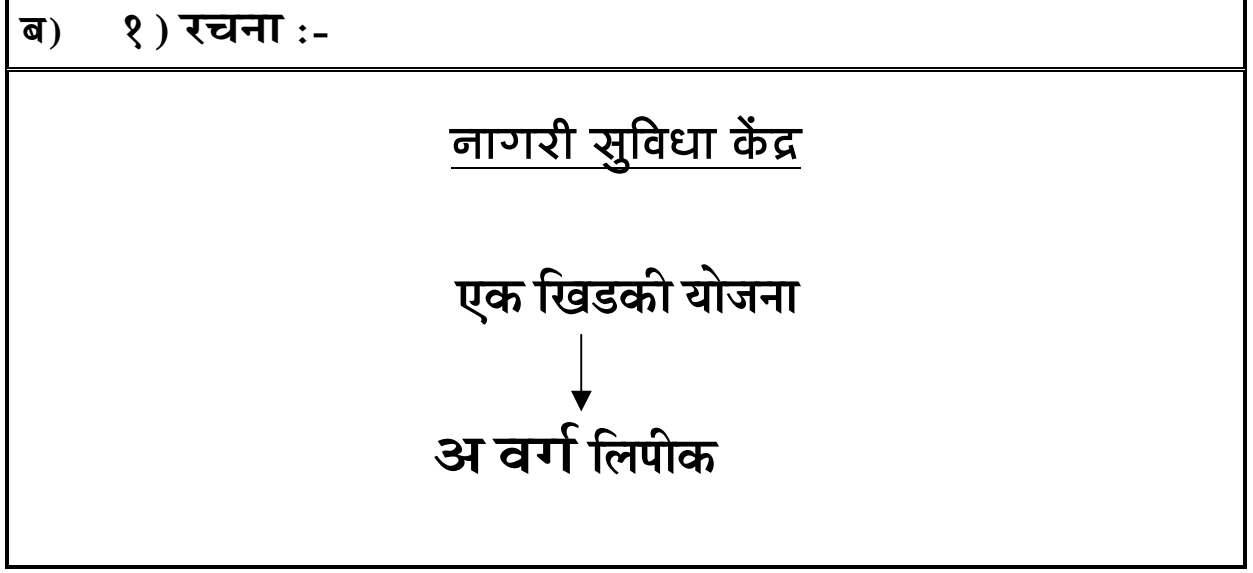 ब) १ ) रचना :-
नागरी सुविधा केंद्र
एक खिडकी योजना
अ वर्ग लिपीक